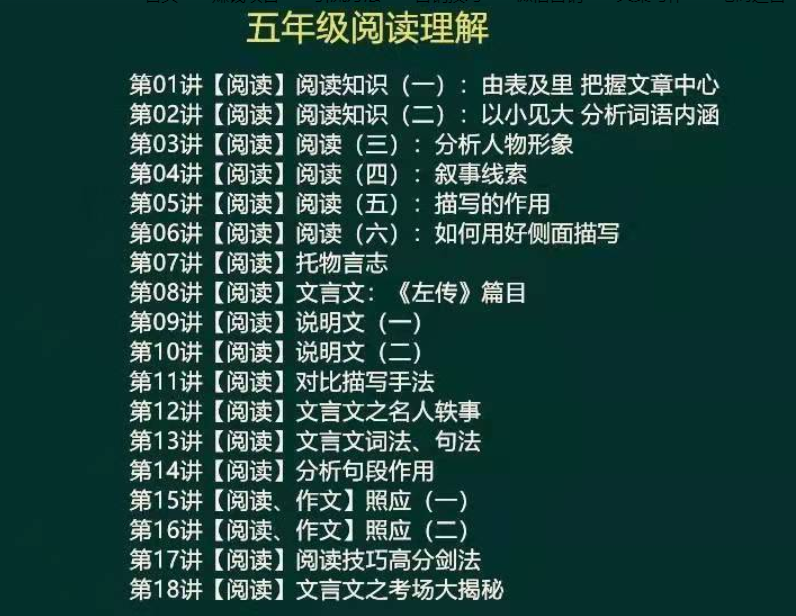 五年级阅读理解
第01讲【阅读】阅读知识（一）：由表及里 把握文章中心
第02讲【阅读】阅读知识（二）：以小见大 分析词语内涵
第03讲【阅读】阅读（三）：分析人物形象
第04讲【阅读】阅读（四）：叙事线索
第05讲【阅读】阅读（五）：描写的作用
第06讲【阅读】阅读（六）：如何用好侧面描写
第07讲【阅读】托物言志
第08讲【阅读】文言文：《左传》篇目
第09讲【阅读】说明文（一）
第10讲【阅读】说明文（二）
第11讲【阅读】对比描写手法
第12讲【阅读】文言文之名人轶事
第13讲【阅读】文言文词法、句法
第14讲【阅读】分析句段作用
第15讲【阅读、作文】照应（一）
第16讲【阅读、作文】照应（二）
第17讲【阅读】阅读技巧高分剑法
第18讲【阅读】文言文之考场大揭秘